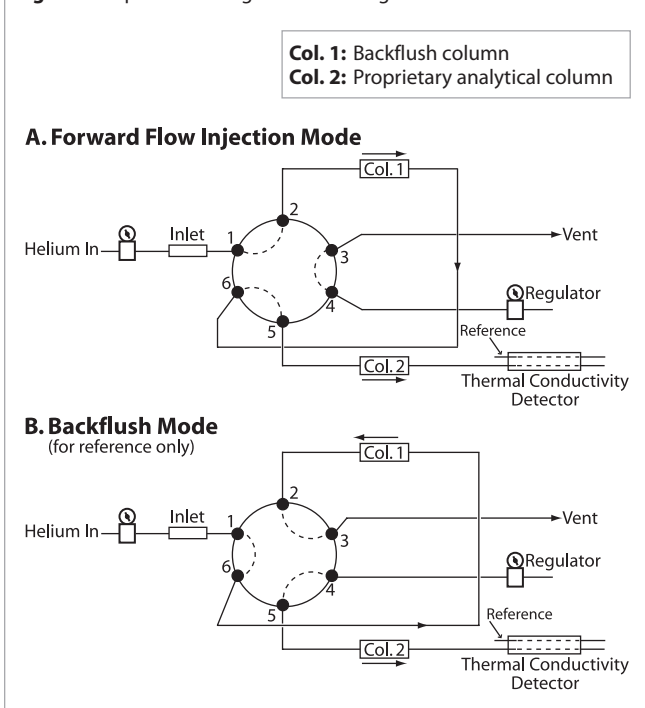 Col. 1: Backflush column
Col. 2: Proprietary analytical column
A. Forward Flow Injection Mode
Col. 1
2
Inlet
1
Helium In
Vent
3
6
4
Regulator
5
Reference
Col. 2
Thermal Conductivity
Detector
B. Backflush Mode
(for reference only)
Col. 1
2
Inlet
1
Helium In
Vent
3
6
4
Regulator
5
Reference
Col. 2
Thermal Conductivity
Detector